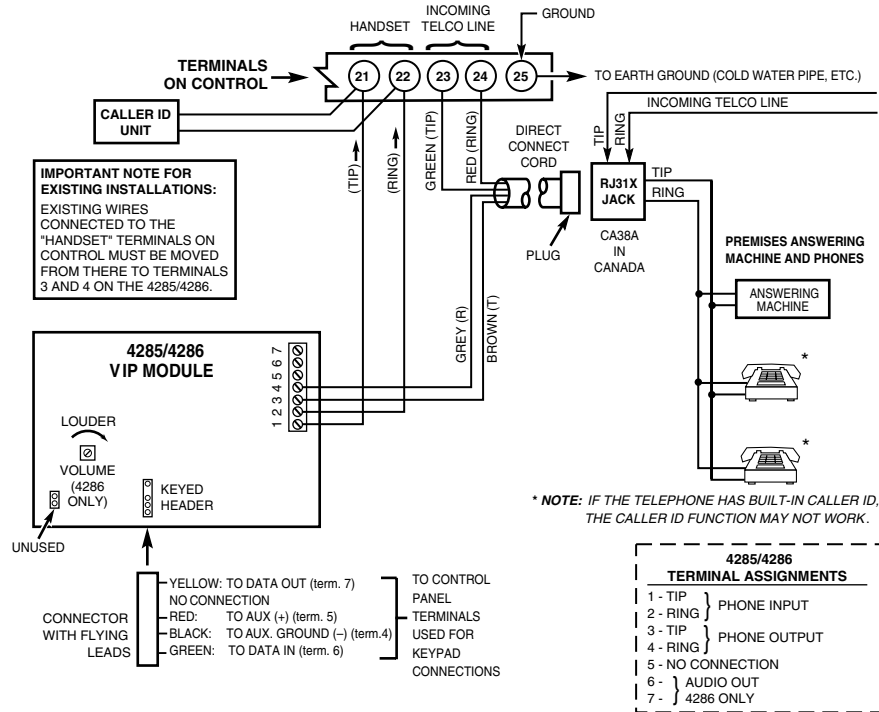 HANDSET
INCOMING
TELCO LINE
GROUND
TERMINALS
ON CONTROL
21
22
23
24
25
TO EARTH GROUND (COLD WATER PIPE, ETC.)
INCOMING TELCO LINE
CALLER ID
UNIT
(TIP)
(RING)
GREEN (TIP)
RED (RING)
DIRECT
CONNECT
CORD
TIP
RING
RJ31X
JACK
TIP
RING
PLUG
CA38A
IN
CANADA
IMPORTANT NOTE FOR
EXISTING INSTALLATIONS:
EXISTING WIRES
CONNECTED TO THE
"HANDSET" TERMINALS ON
CONTROL MUST BE MOVED
FROM THERE TO TERMINALS
3 AND 4 ON THE 4285/4286.
PREMISES ANSWERING
MACHINE AND PHONES
ANSWERING
MACHINE
*
*
GREY (R)
BROWN (T)
4285/4286
VIP MODULE
1 2 3 4 5 6 7
LOUDER
VOLUME
(4286
ONLY)
KEYED
HEADER
UNUSED
* NOTE: IF THE TELEPHONE HAS BUILT-IN CALLER ID,
THE CALLER ID FUNCTION MAY NOT WORK.
CONNECTOR
WITH FLYING
LEADS
YELLOW: TO DATA OUT (term. 7)
NO CONNECTION
RED: TO AUX (+) (term. 5)
BLACK: TO AUX. GROUND (–) (term.4)
GREEN: TO DATA IN (term. 6)
TO CONTROL
PANEL
TERMINALS
USED FOR
KEYPAD
CONNECTIONS
4285/4286
TERMINAL ASSIGNMENTS
1 - TIP
2 - RING
PHONE INPUT
3 - TIP
4 - RING
PHONE OUTPUT
5 - NO CONNECTION
6 - AUDIO OUT
7 - 4286 ONLY